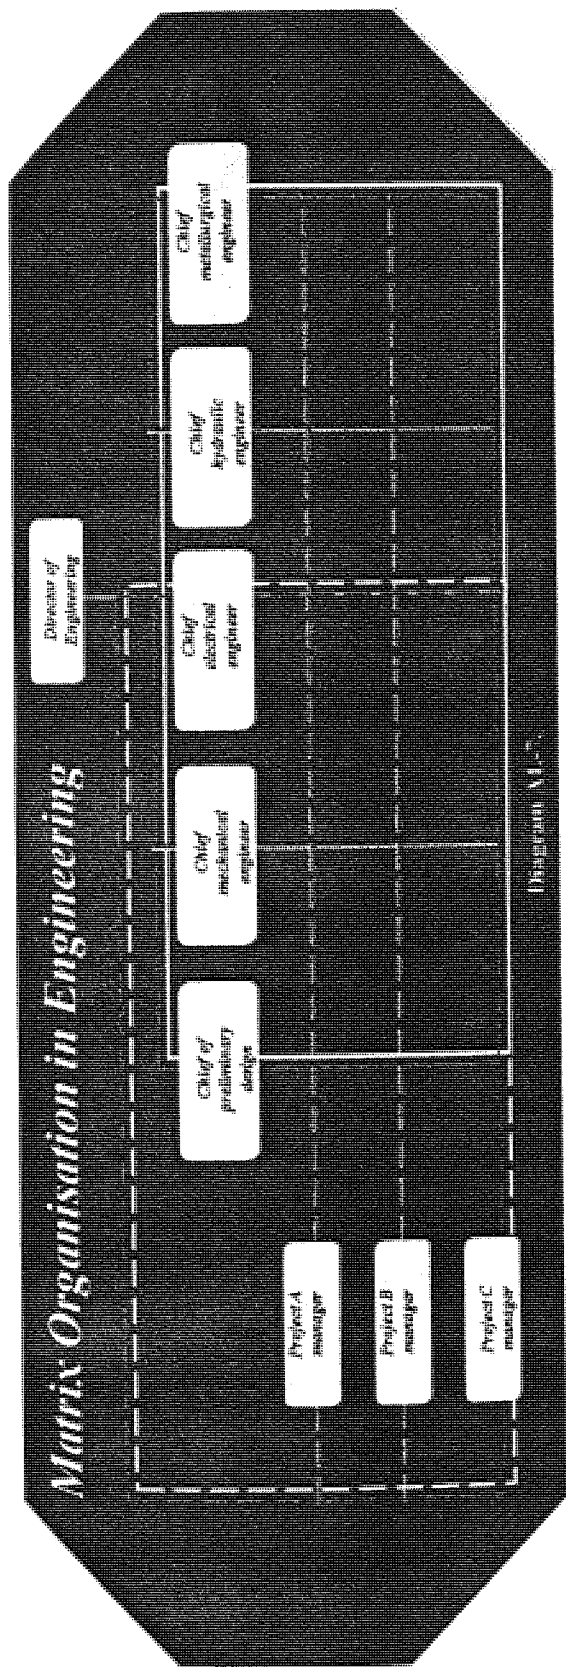 Matrix Organisation in Engineering
Director of
Engineering
Chief of
preliminary
design
Chief
mechanical
engineer
Chief
electrical
engineer
Chief
hydraulic
engineer
Chief
metallurgical
engineer
Project A
manager
Project B
manager
Project C
manager
Diagram